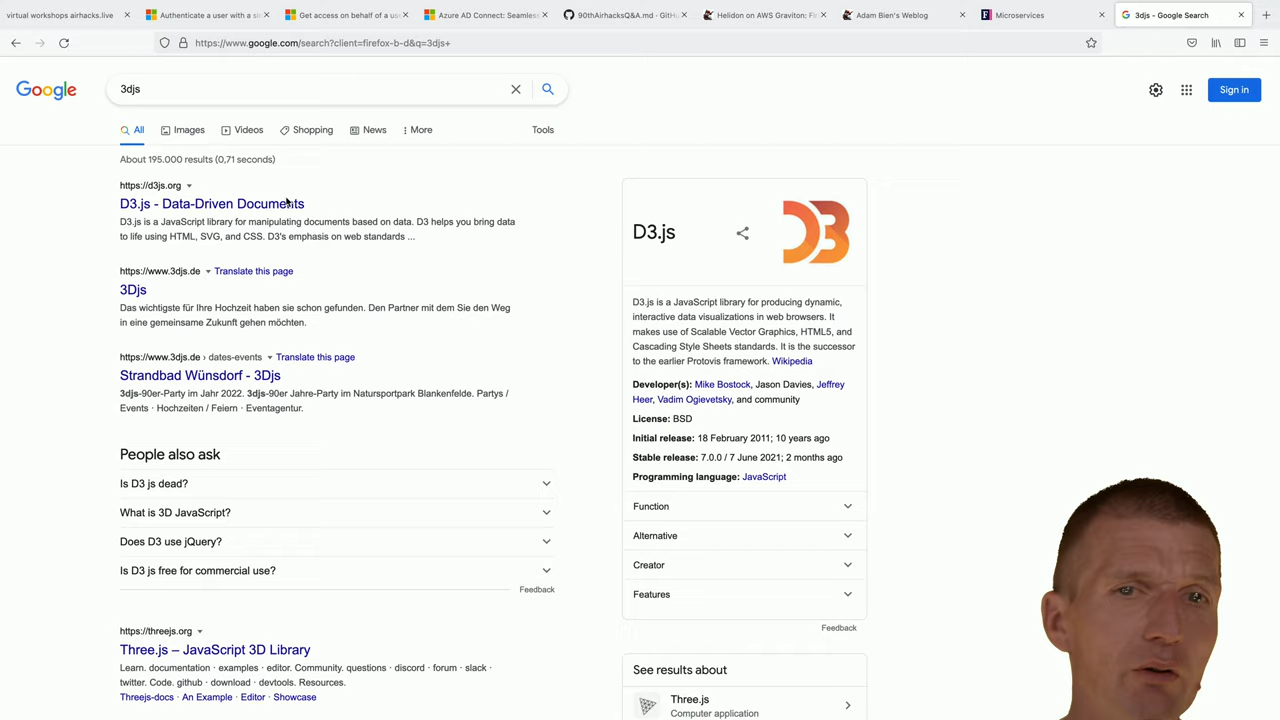 virtual workshops airhacks.live
Authenticate a user with a sin
Get access on behalf of a use
Azure AD Connect: Seamless
90thAirhacksQ&A.md · GitHub
Helidon on AWS Graviton: Fi
Adam Bien's Weblog
Microservices
3djs - Google Search
https://www.google.com/search?client=firefox-b-d&q=3djs+
Google
3djs
Sign in
All
Images
Videos
Shopping
News
More
Tools
About 195.000 results (0,71 seconds)
https://d3js.org
D3.js - Data-Driven Documents
D3.js is a JavaScript library for manipulating documents based on data. D3 helps you bring data
to life using HTML, SVG, and CSS. D3's emphasis on web standards ...
https://www.3djs.de Translate this page
3Djs
Das wichtigste für Ihre Hochzeit haben sie schon gefunden. Den Partner mit dem Sie den Weg
in eine gemeinsame Zukunft gehen möchten.
https://www.3djs.de › dates-events Translate this page
Strandbad Wünsdorf - 3Djs
3djs-90er-Party im Jahr 2022. 3djs-90er Jahre-Party im Natursportpark Blankenfelde. Partys /
Events · Hochzeiten / Feiern · Eventagentur.
People also ask
Is D3 js dead?
What is 3D JavaScript?
Does D3 use jQuery?
Is D3 js free for commercial use?
Feedback
https://threejs.org
Three.js – JavaScript 3D Library
Learn. documentation · examples · editor. Community. questions · discord · forum · slack ·
twitter. Code. github · download · devtools. Resources.
Threejs-docs · An Example · Editor · Showcase
D3.js
D3.js is a JavaScript library for producing dynamic,
interactive data visualizations in web browsers. It
makes use of Scalable Vector Graphics, HTML5, and
Cascading Style Sheets standards. It is the successor
to the earlier Protovis framework. Wikipedia
Developer(s): Mike Bostock, Jason Davies, Jeffrey
Heer, Vadim Ogievetsky, and community
License: BSD
Initial release: 18 February 2011; 10 years ago
Stable release: 7.0.0 / 7 June 2021; 2 months ago
Programming language: JavaScript
Function
Alternative
Creator
Features
Feedback
See results about
Three.js
Computer application